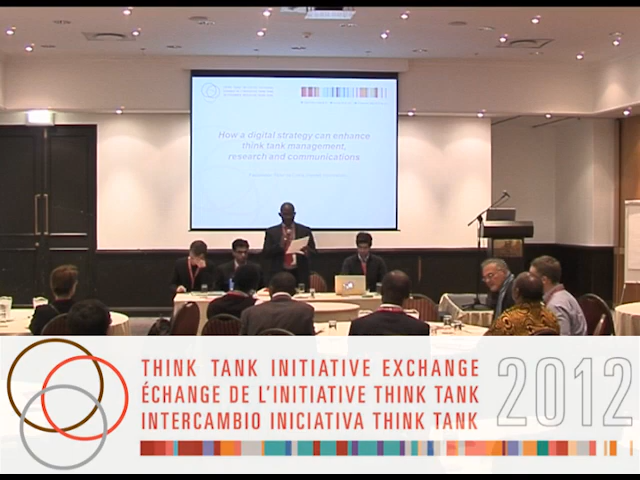 How a digital strategy can enhance
think tank management,
research and communications
THINK TANK INITIATIVE EXCHANGE
ÉCHANGE DE L'INITIATIVE THINK TANK
INTERCAMBIO INICIATIVA THINK TANK
2012